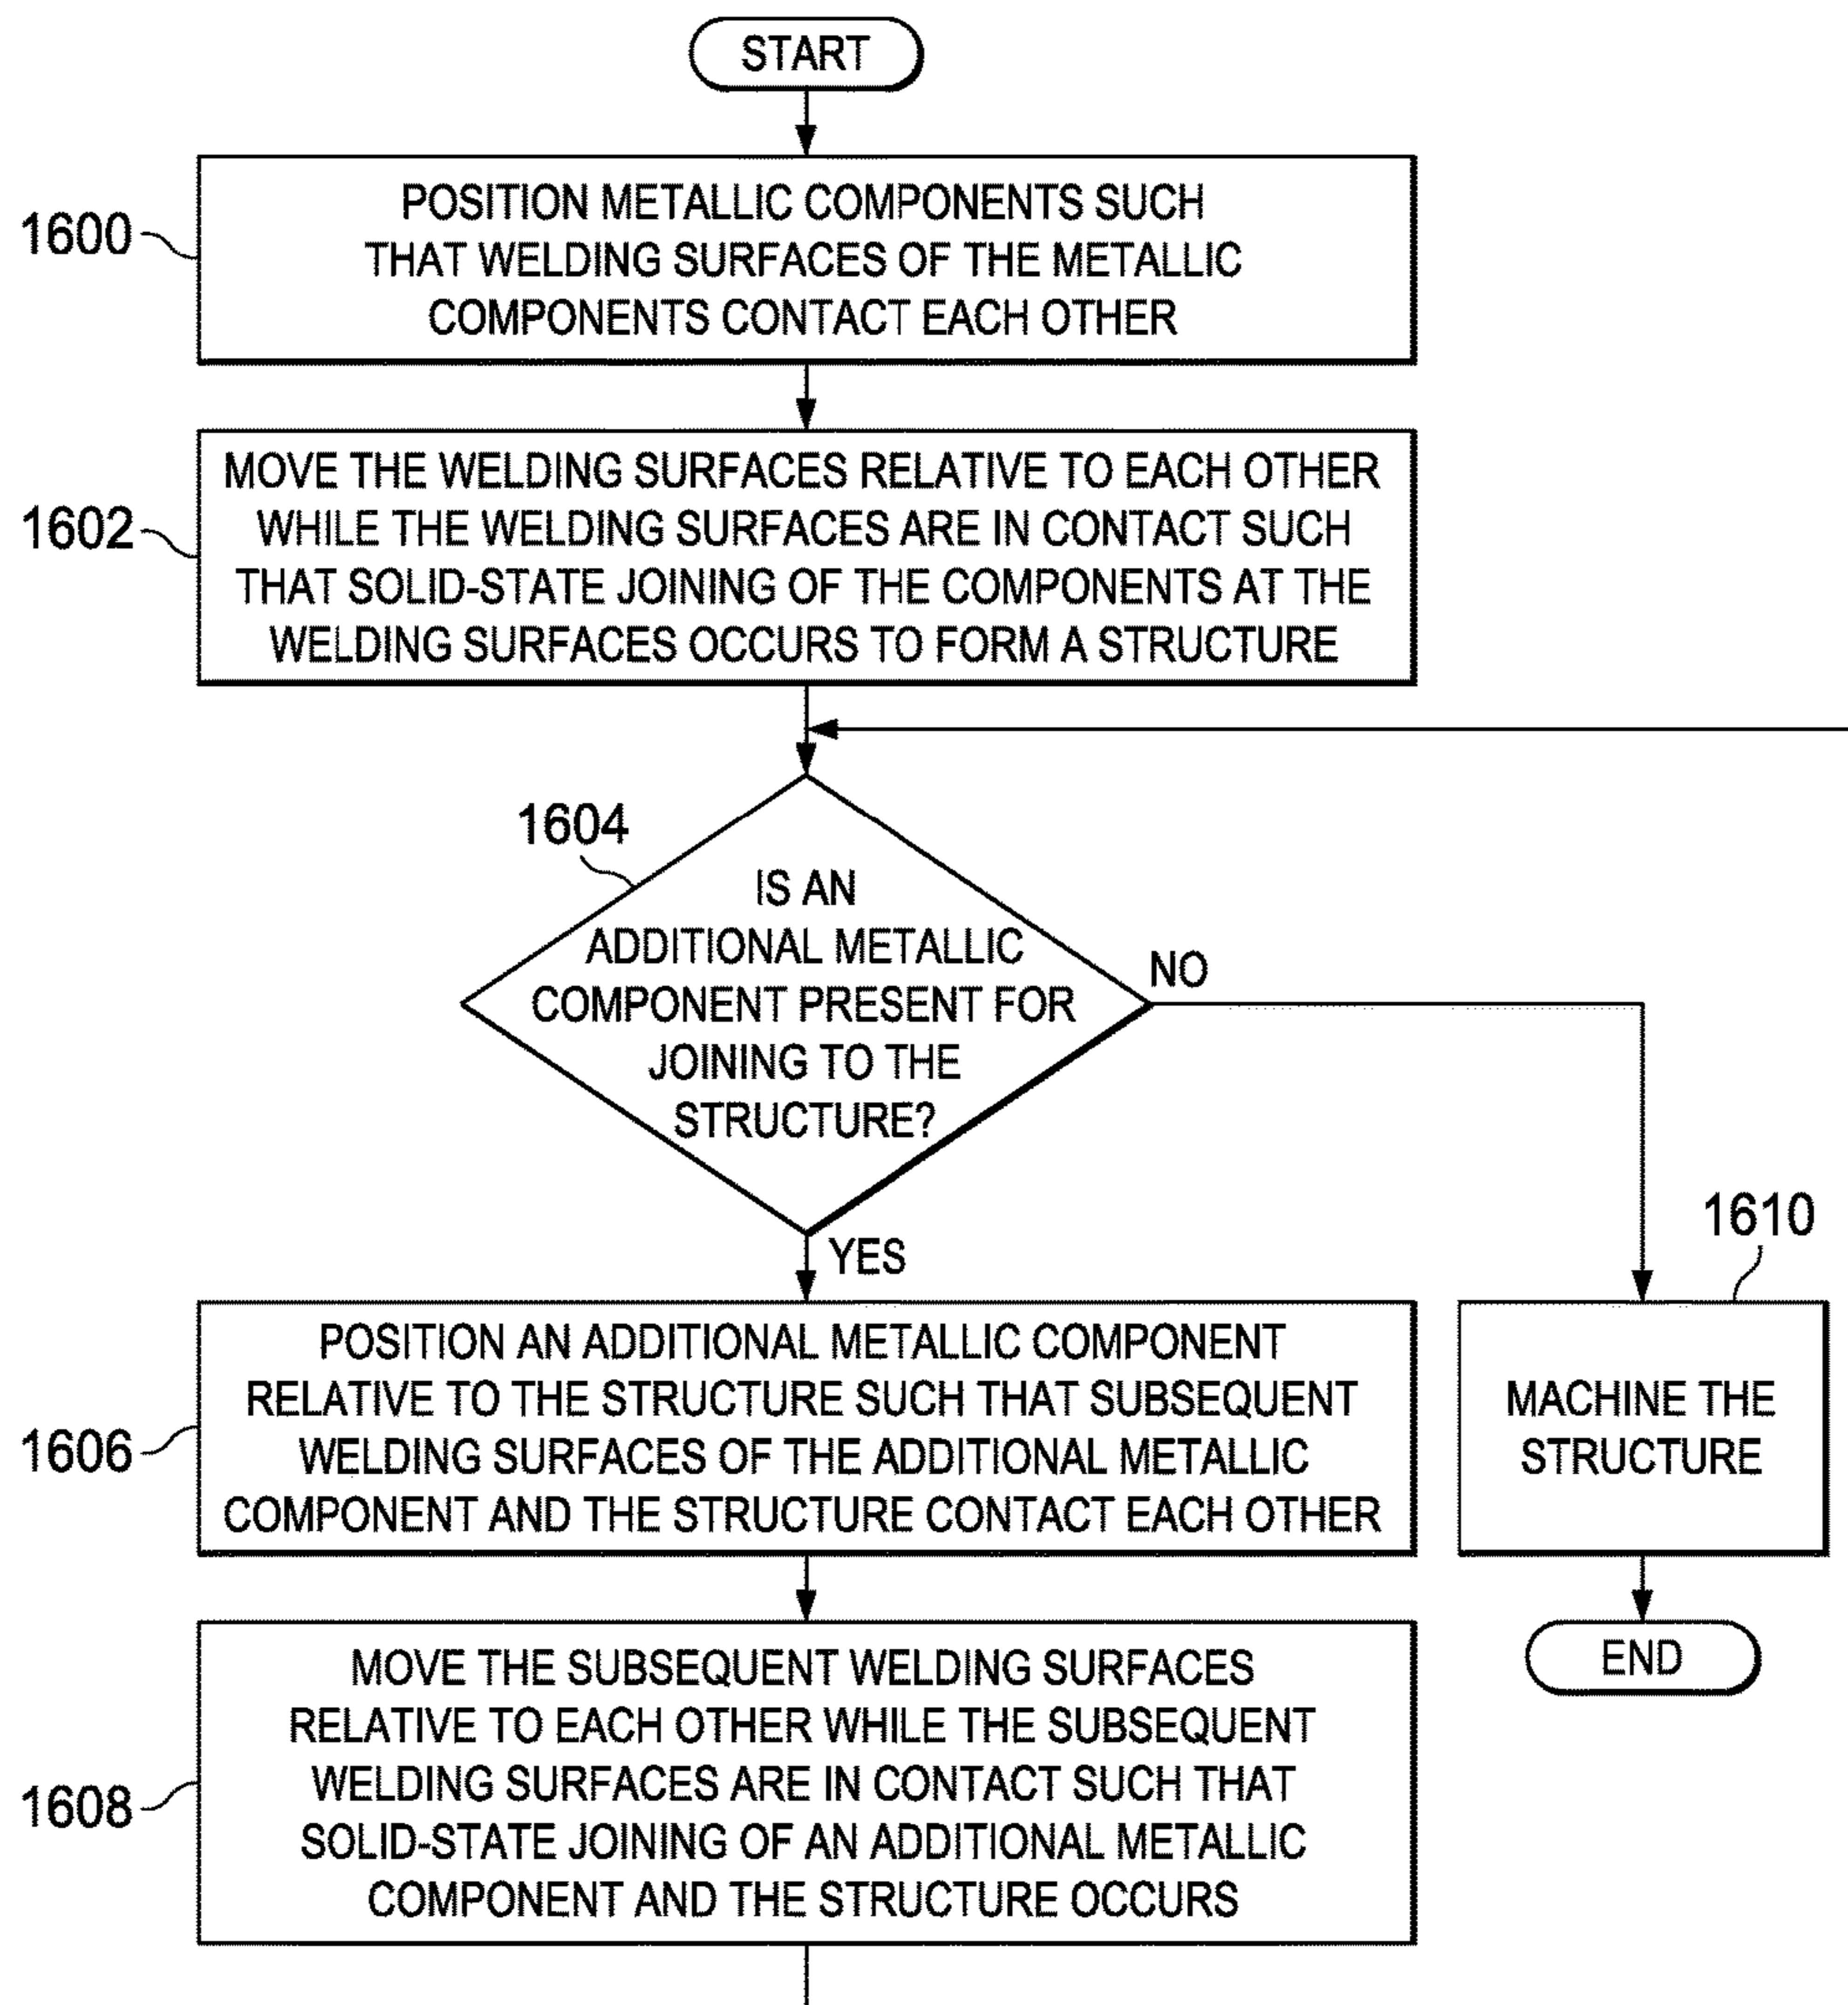 START
1600
POSITION METALLIC COMPONENTS SUCH
THAT WELDING SURFACES OF THE METALLIC
COMPONENTS CONTACT EACH OTHER
1602
MOVE THE WELDING SURFACES RELATIVE TO EACH OTHER
WHILE THE WELDING SURFACES ARE IN CONTACT SUCH
THAT SOLID-STATE JOINING OF THE COMPONENTS AT THE
WELDING SURFACES OCCURS TO FORM A STRUCTURE
1604
IS AN
ADDITIONAL METALLIC
COMPONENT PRESENT FOR
JOINING TO THE
STRUCTURE?
NO
YES
1606
POSITION AN ADDITIONAL METALLIC COMPONENT
RELATIVE TO THE STRUCTURE SUCH THAT SUBSEQUENT
WELDING SURFACES OF THE ADDITIONAL METALLIC
COMPONENT AND THE STRUCTURE CONTACT EACH OTHER
1610
MACHINE THE
STRUCTURE
1608
MOVE THE SUBSEQUENT WELDING SURFACES
RELATIVE TO EACH OTHER WHILE THE SUBSEQUENT
WELDING SURFACES ARE IN CONTACT SUCH THAT
SOLID-STATE JOINING OF AN ADDITIONAL METALLIC
COMPONENT AND THE STRUCTURE OCCURS
END